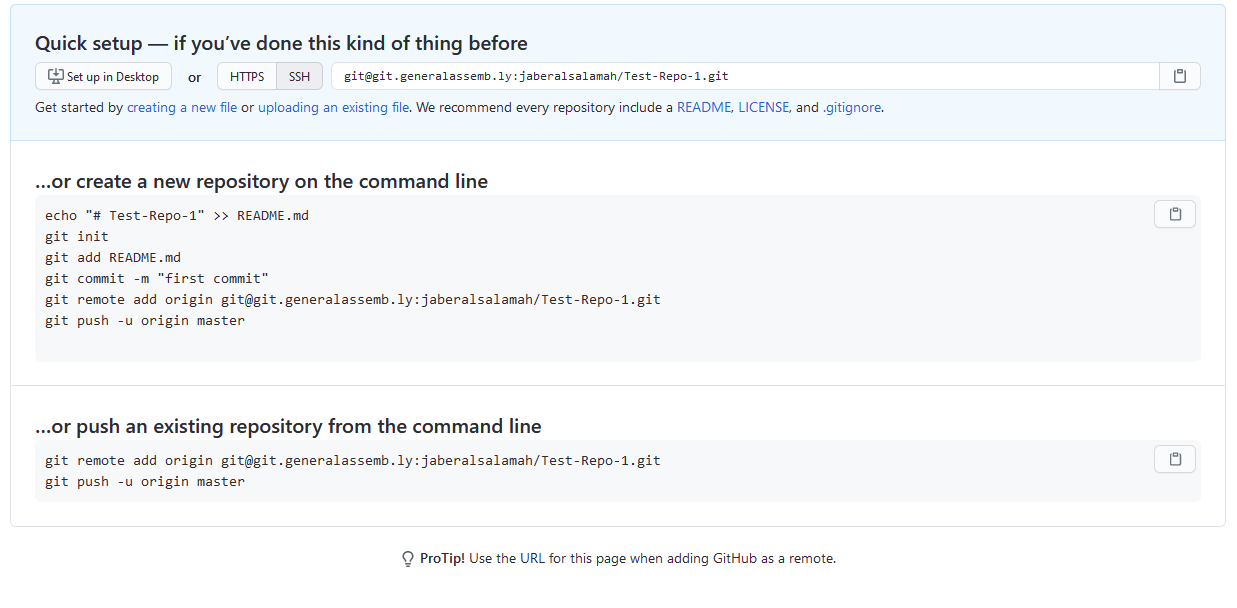 Quick setup — if you’ve done this kind of thing before
Set up in Desktop or HTTPS SSH git@git.generalassemb.ly:jaberalsalamah/Test-Repo-1.git
Get started by creating a new file or uploading an existing file. We recommend every repository include a README, LICENSE, and .gitignore.
…or create a new repository on the command line
echo "# Test-Repo-1" >> README.md
git init
git add README.md
git commit -m "first commit"
git remote add origin git@git.generalassemb.ly:jaberalsalamah/Test-Repo-1.git
git push -u origin master
…or push an existing repository from the command line
git remote add origin git@git.generalassemb.ly:jaberalsalamah/Test-Repo-1.git
git push -u origin master
ProTip! Use the URL for this page when adding GitHub as a remote.